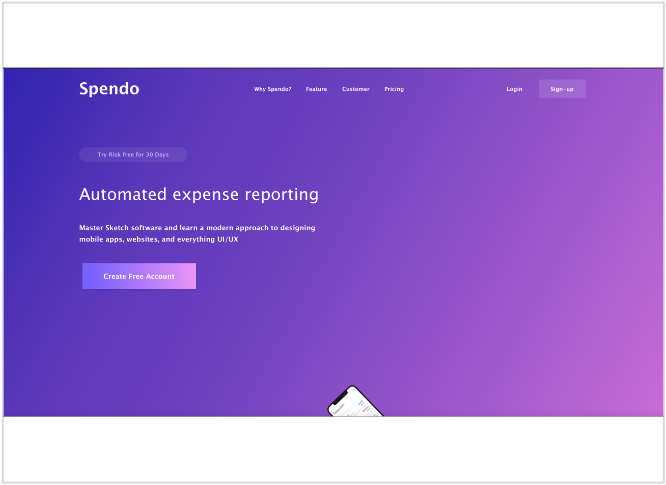 Spendo
Why Spendo? Feature Customer Pricing Login Sign-up
Try Risk free for 30 Days
Automated expense reporting
Master Sketch software and learn a modern approach to designing
mobile apps, websites, and everything UI/UX
Create Free Account